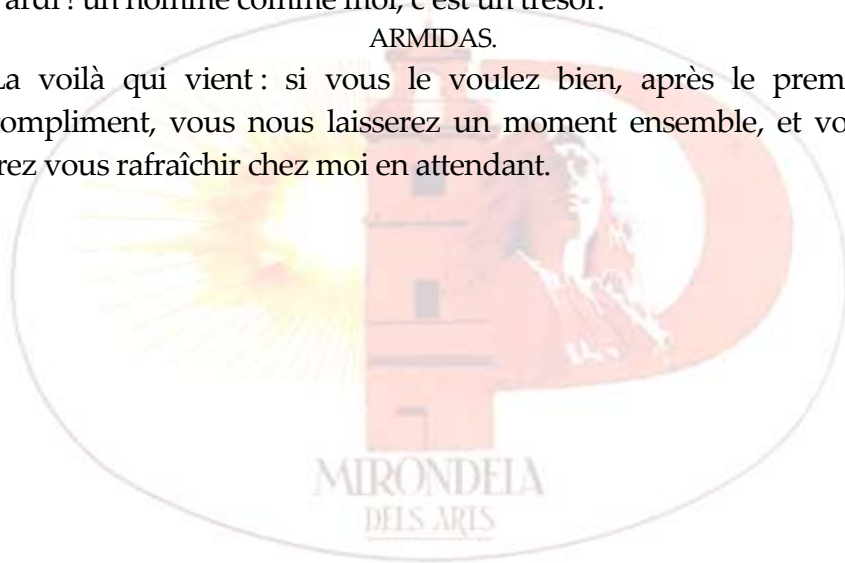 ardi ! un homme comme moi, c'est un trésor.
ARMIDAS.
La voilà qui vient : si vous le voulez bien, après le prem
compliment, vous nous laisserez un moment ensemble, et vo
rez vous rafraîchir chez moi en attendant.
MIRONDELA
DELS ARTS